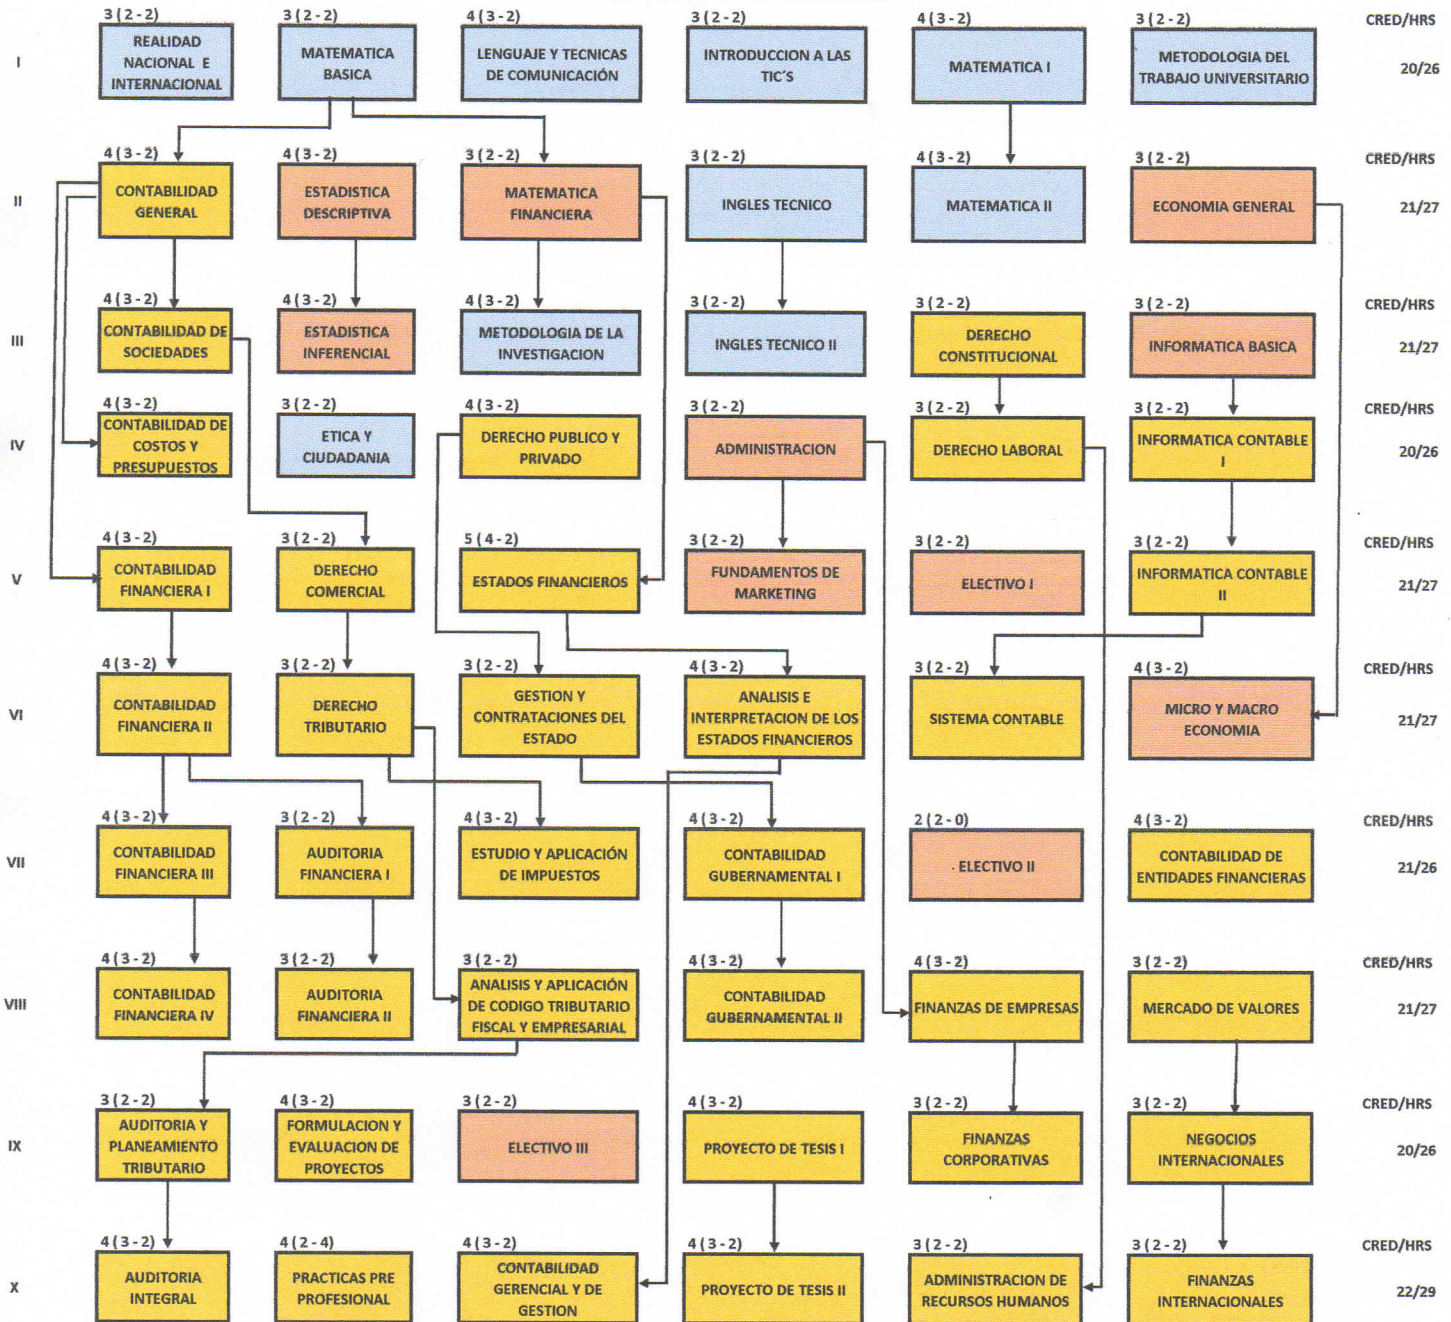 3 (2 - 2)
3 (2 - 2)
4 (3 - 2)
3 (2 - 2)
4 (3 - 2)
3 (2 - 2)
CRED/HRS
I
REALIDAD
NACIONAL E
INTERNACIONAL
MATEMATICA
BASICA
LENGUAJE Y TECNICAS
DE COMUNICACIÓN
INTRODUCCION A LAS
TIC´S
MATEMATICA I
METODOLOGIA DEL
TRABAJO UNIVERSITARIO
20/26
4 (3 - 2)
4 (3 - 2)
3 (2 - 2)
3 (2 - 2)
4 (3 - 2)
3 (2 - 2)
CRED/HRS
II
CONTABILIDAD
GENERAL
ESTADISTICA
DESCRIPTIVA
MATEMATICA
FINANCIERA
INGLES TECNICO
MATEMATICA II
ECONOMIA GENERAL
21/27
4 (3 - 2)
4 (3 - 2)
4 (3 - 2)
3 (2 - 2)
3 (2 - 2)
3 (2 - 2)
CRED/HRS
III
CONTABILIDAD DE
SOCIEDADES
ESTADISTICA
INFERENCIAL
METODOLOGIA DE LA
INVESTIGACION
INGLES TECNICO II
DERECHO
CONSTITUCIONAL
INFORMATICA BASICA
21/27
4 (3 - 2)
3 (2 - 2)
4 (3 - 2)
3 (2 - 2)
3 (2 - 2)
3 (2 - 2)
CRED/HRS
IV
CONTABILIDAD DE
COSTOS Y
PRESUPUESTOS
ETICA Y
CIUDADANIA
DERECHO PUBLICO Y
PRIVADO
ADMINISTRACION
DERECHO LABORAL
INFORMATICA CONTABLE
I
20/26
4 (3 - 2)
3 (2 - 2)
5 (4 - 2)
3 (2 - 2)
3 (2 - 2)
3 (2 - 2)
CRED/HRS
V
CONTABILIDAD
FINANCIERA I
DERECHO
COMERCIAL
ESTADOS FINANCIEROS
FUNDAMENTOS DE
MARKETING
ELECTIVO I
INFORMATICA CONTABLE
II
21/27
4 (3 - 2)
3 (2 - 2)
3 (2 - 2)
4 (3 - 2)
3 (2 - 2)
4 (3 - 2)
CRED/HRS
VI
CONTABILIDAD
FINANCIERA II
DERECHO
TRIBUTARIO
GESTION Y
CONTRATACIONES DEL
ESTADO
ANALISIS E
INTERPRETACION DE LOS
ESTADOS FINANCIEROS
SISTEMA CONTABLE
MICRO Y MACRO
ECONOMIA
21/27
4 (3 - 2)
3 (2 - 2)
4 (3 - 2)
4 (3 - 2)
2 (2 - 0)
4 (3 - 2)
CRED/HRS
VII
CONTABILIDAD
FINANCIERA III
AUDITORIA
FINANCIERA I
ESTUDIO Y APLICACIÓN
DE IMPUESTOS
CONTABILIDAD
GUBERNAMENTAL I
ELECTIVO II
CONTABILIDAD DE
ENTIDADES FINANCIERAS
21/26
4 (3 - 2)
3 (2 - 2)
3 (2 - 2)
4 (3 - 2)
4 (3 - 2)
3 (2 - 2)
CRED/HRS
VIII
CONTABILIDAD
FINANCIERA IV
AUDITORIA
FINANCIERA II
ANALISIS Y APLICACIÓN
DE CODIGO TRIBUTARIO
FISCAL Y EMPRESARIAL
CONTABILIDAD
GUBERNAMENTAL II
FINANZAS DE EMPRESAS
MERCADO DE VALORES
21/27
3 (2 - 2)
4 (3 - 2)
3 (2 - 2)
4 (3 - 2)
3 (2 - 2)
3 (2 - 2)
CRED/HRS
IX
AUDITORIA Y
PLANEAMIENTO
TRIBUTARIO
FORMULACION Y
EVALUACION DE
PROYECTOS
ELECTIVO III
PROYECTO DE TESIS I
FINANZAS
CORPORATIVAS
NEGOCIOS
INTERNACIONALES
20/26
4 (3 - 2)
4 (2 - 4)
4 (3 - 2)
4 (3 - 2)
3 (2 - 2)
3 (2 - 2)
CRED/HRS
X
AUDITORIA
INTEGRAL
PRACTICAS PRE
PROFESIONAL
CONTABILIDAD
GERENCIAL Y DE
GESTION
PROYECTO DE TESIS II
ADMINISTRACION DE
RECURSOS HUMANOS
FINANZAS
INTERNACIONALES
22/29